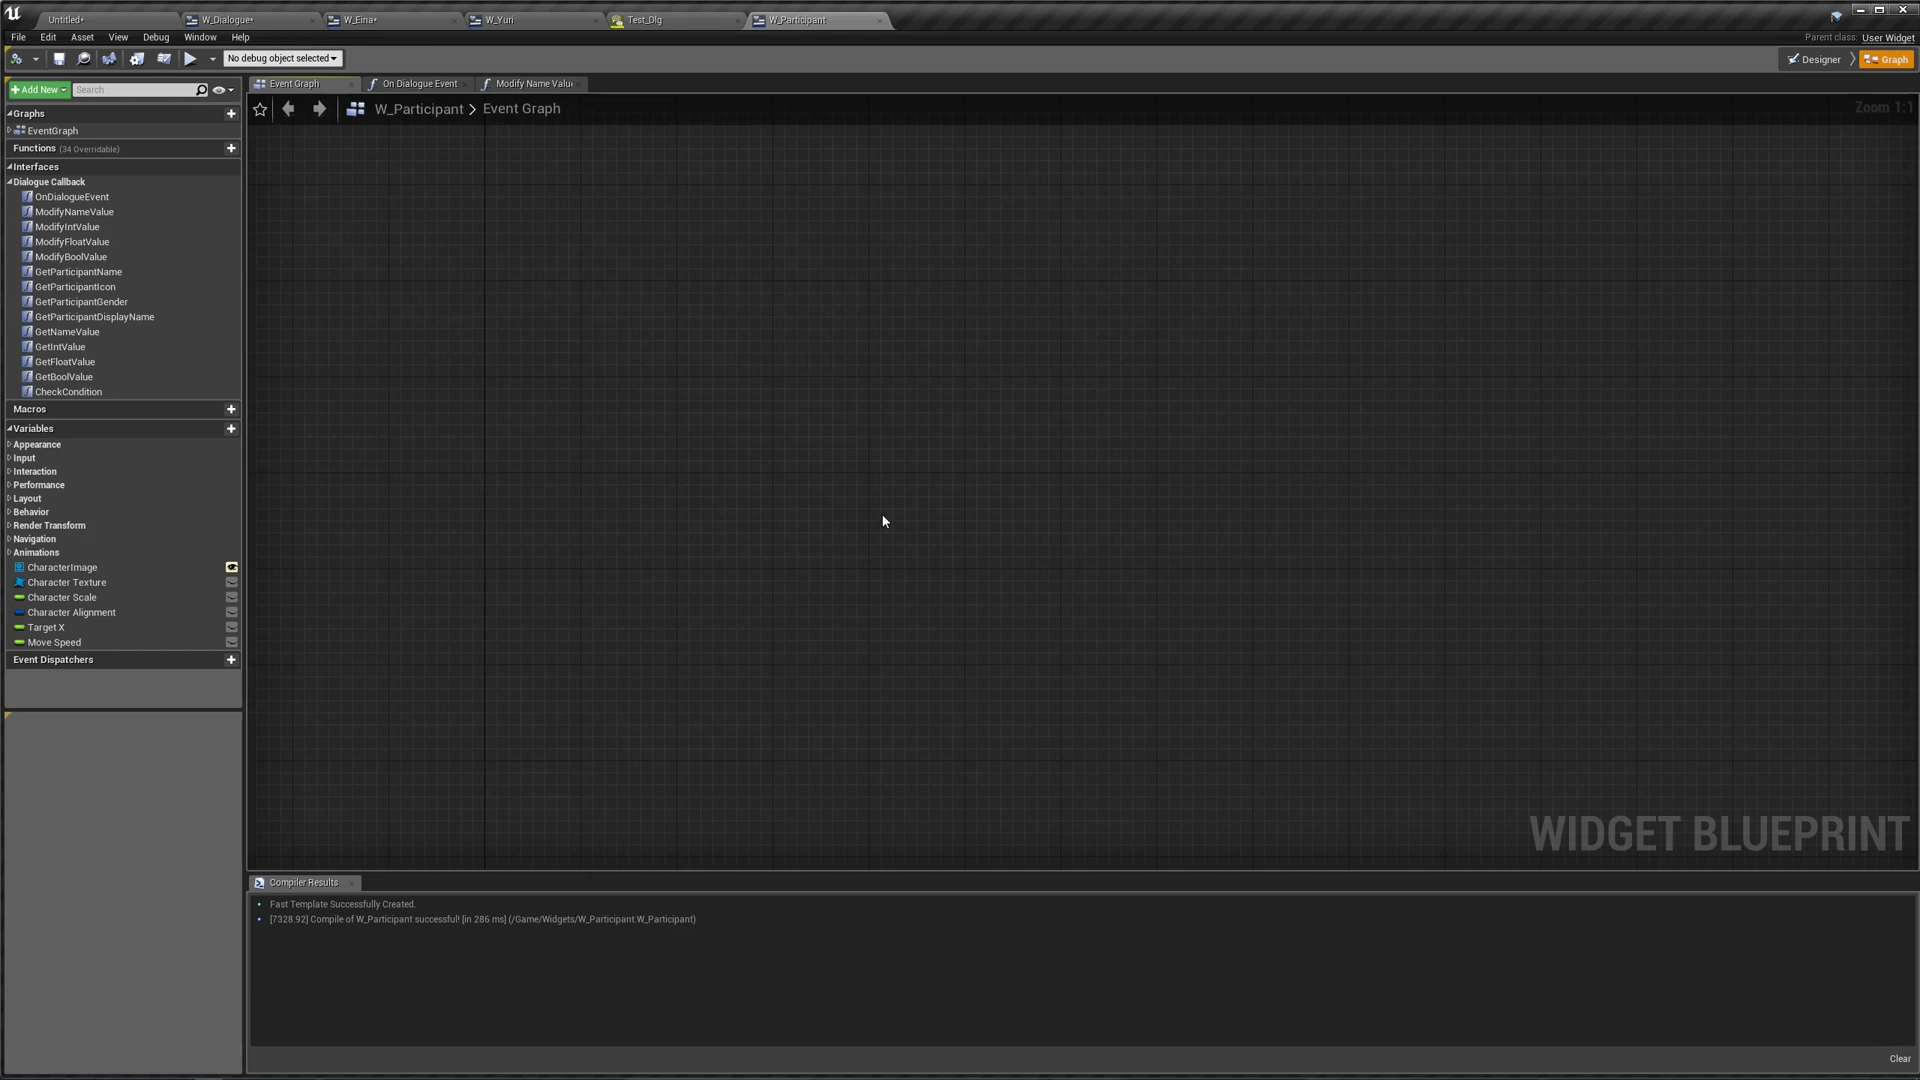 Untitled*
W_Dialogue*
W_Eina*
W_Yuri
Test_Dlg
W_Participant
File Edit Asset View Debug Window Help
Parent class: User Widget
No debug object selected
Designer
Graph
Add New
Search
Event Graph
On Dialogue Event
Modify Name Valu
W_Participant > Event Graph
Zoom 1:1
Graphs
EventGraph
Functions (34 Overridable)
Interfaces
Dialogue Callback
OnDialogueEvent
ModifyNameValue
ModifyIntValue
ModifyFloatValue
ModifyBoolValue
GetParticipantName
GetParticipantIcon
GetParticipantGender
GetParticipantDisplayName
GetNameValue
GetIntValue
GetFloatValue
GetBoolValue
CheckCondition
Macros
Variables
Appearance
Input
Interaction
Performance
Layout
Behavior
Render Transform
Navigation
Animations
CharacterImage
Character Texture
Character Scale
Character Alignment
Target X
Move Speed
Event Dispatchers
WIDGET BLUEPRINT
Compiler Results
Fast Template Successfully Created.
[7328.92] Compile of W_Participant successful! [in 286 ms] (/Game/Widgets/W_Participant.W_Participant)
Clear